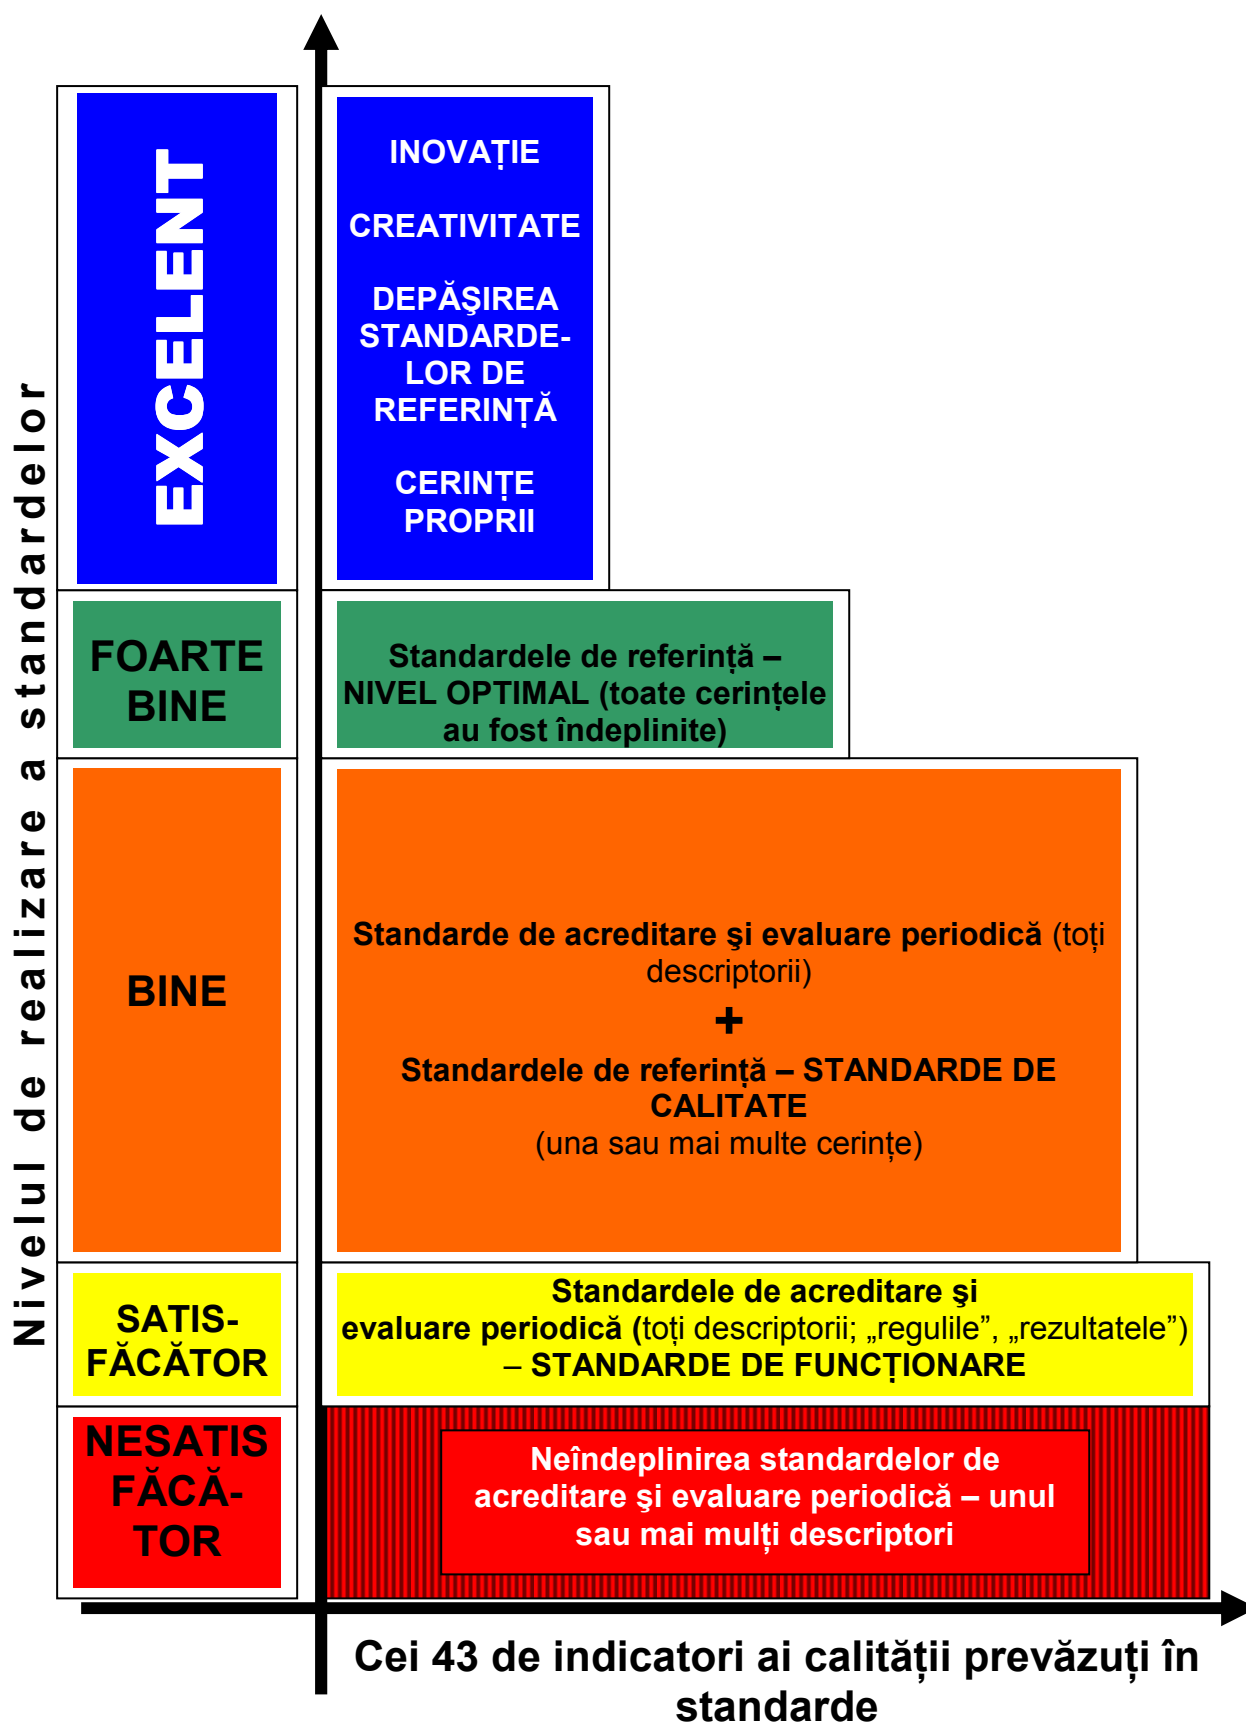 Nivelul de realizare a standardelor
EXCELENT
INOVAȚIE
CREATIVITATE
DEPĂŞIREA
STANDARDE-
LOR DE
REFERINȚĂ
CERINȚE
PROPRII
FOARTE
BINE
Standardele de referință –
NIVEL OPTIMAL (toate cerințele
au fost îndeplinite)
BINE
Standarde de acreditare şi evaluare periodică (toți
descriptorii)
+
Standardele de referință – STANDARDE DE
CALITATE
(una sau mai multe cerințe)
SATIS-
FĂCĂTOR
Standardele de acreditare şi
evaluare periodică (toți descriptorii; „regulile”, „rezultatele”)
– STANDARDE DE FUNCȚIONARE
NESATIS
FĂCĂ-
TOR
Neîndeplinirea standardelor de
acreditare şi evaluare periodică – unul
sau mai mulți descriptori
Cei 43 de indicatori ai calității prevăzuți în
standarde